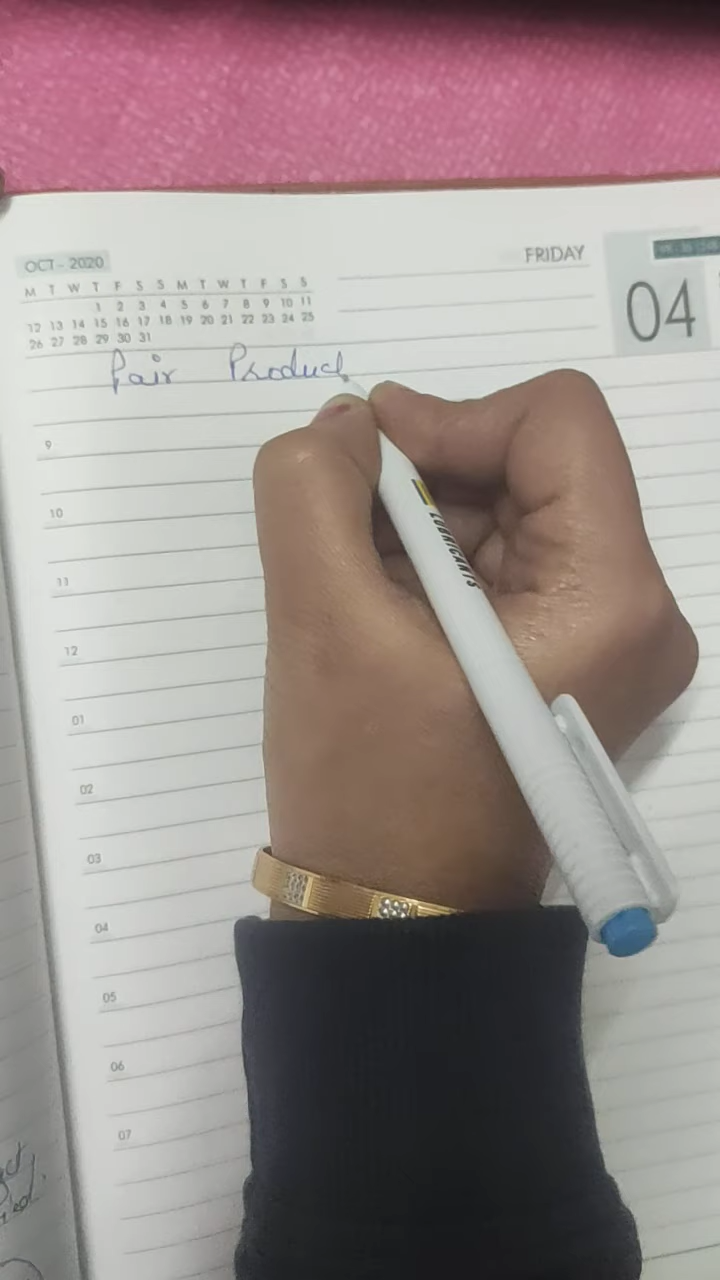 OCT - 2020
M T W T F S S M T W T F S S
1 2 3 4 5 6 7 8 9 10 11
12 13 14 15 16 17 18 19 20 21 22 23 24 25
26 27 28 29 30 31
FRIDAY
04
Pair Produc
9
10
11
12
01
02
03
04
05
06
07
LUBRICANTS